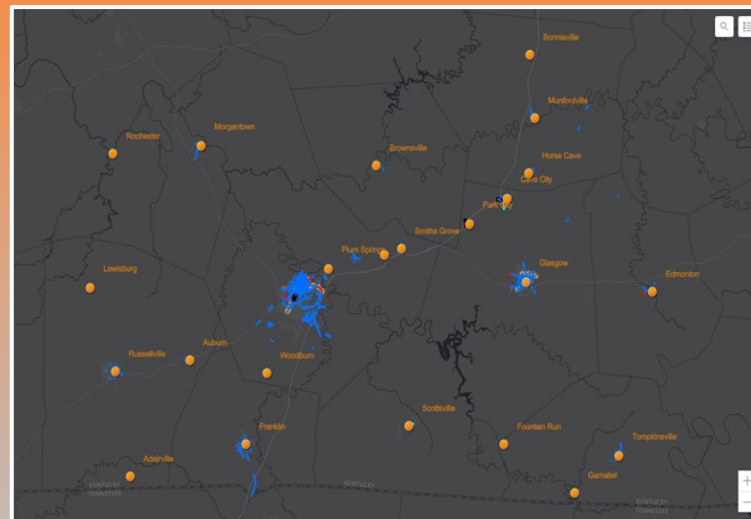 Bonnieville
Munfordville
Morgantown
Rochester
Brownsville
Horse Cave
Cave City
Park City
Smiths Grove
Plum Springs
Glasgow
Lewisburg
Edmonton
Auburn
Russellville
Woodburn
Scottsville
Franklin
Fountain Run
Tompkinsville
Adairville
Gamaliel
KENTUCKY
TENNESSEE
KENTUCKY
KENTUCKY
TENNESSEE
+
−